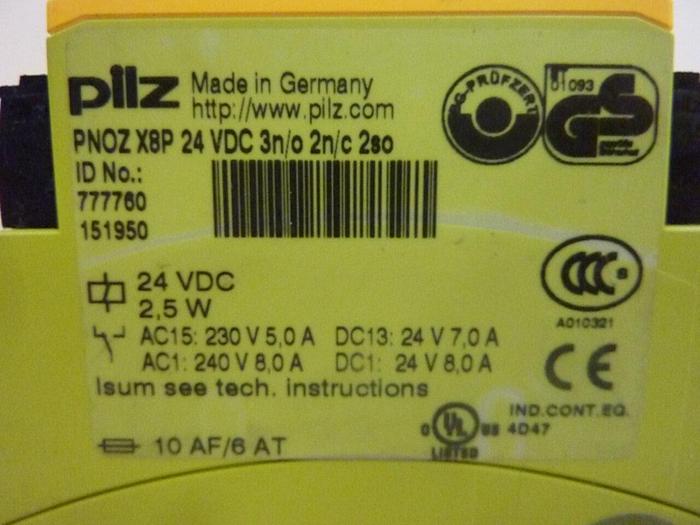 pilz Made in Germany
http://www.pilz.com
PNOZ X8P 24 VDC 3n/o 2n/c 2so
ID No.:
777760
151950
G-PRÜFZERT
01093
GS
24 VDC
2,5 W
AC15: 230 V 5,0 A DC13: 24 V 7,0 A
AC1: 240 V 8,0 A DC1: 24 V 8,0 A
Isum see tech. instructions
10 AF/6 AT
CCC S
A010321
CE
C UL US
LISTED
IND.CONT.EQ.
4D47